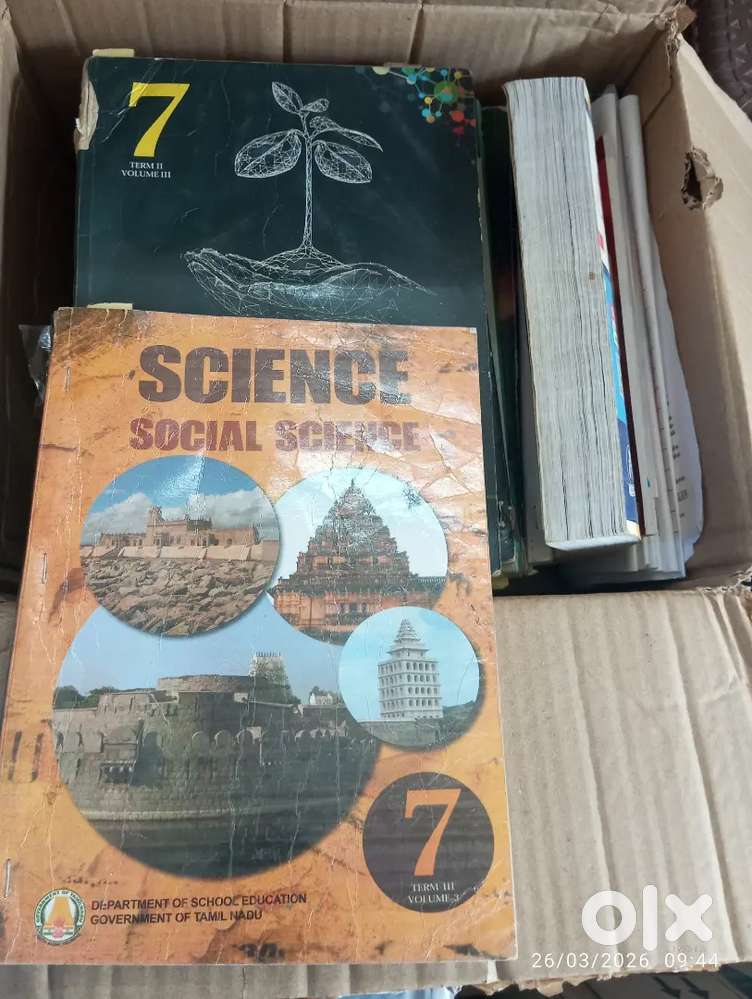 7
TERM II
VOLUME III
SCIENCE
SOCIAL SCIENCE
7
TERM III
VOLUME 3
DEPARTMENT OF SCHOOL EDUCATION
GOVERNMENT OF TAMIL NADU
olx
26/03/2026 09:44